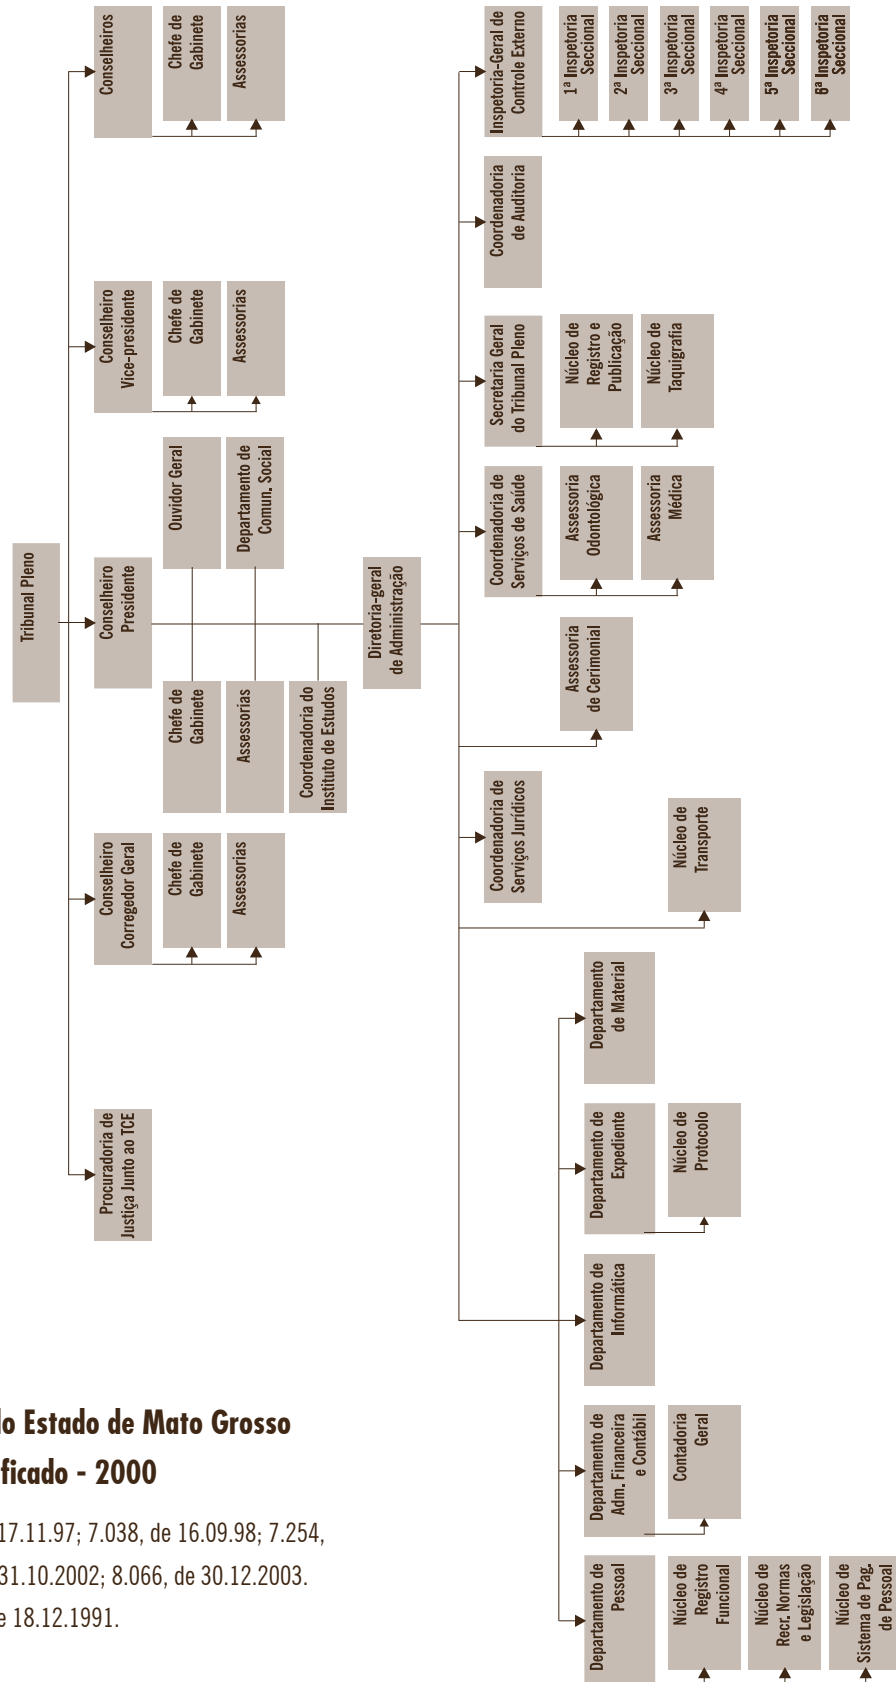 Tribunal Pleno
Conselheiros
Chefe de
Gabinete
Assessorias
Conselheiro
Vice-presidente
Chefe de
Gabinete
Assessorias
Conselheiro
Presidente
Ouvidor Geral
Departamento de
Comun. Social
Chefe de
Gabinete
Assessorias
Coordenadoria do
Instituto de Estudos
Conselheiro
Corregedor Geral
Chefe de
Gabinete
Assessorias
Procuradoria de
Justiça Junto ao TCE
Diretoria-geral
de Administração
Inspetoria-Geral de
Controle Externo
1ª Inspetoria
Seccional
2ª Inspetoria
Seccional
3ª Inspetoria
Seccional
4ª Inspetoria
Seccional
5ª Inspetoria
Seccional
6ª Inspetoria
Seccional
Coordenadoria
de Auditoria
Secretaria Geral
do Tribunal Pleno
Núcleo de
Registro e
Publicação
Núcleo de
Taquigrafia
Coordenadoria de
Serviços de Saúde
Assessoria
Odontológica
Assessoria
Médica
Assessoria
de Cerimonial
Coordenadoria de
Serviços Jurídicos
Núcleo de
Transporte
Departamento
de Material
Departamento de
Expediente
Núcleo de
Protocolo
Departamento de
Informática
Departamento de
Adm. Financeira
e Contábil
Contadoria
Geral
Departamento de
Pessoal
Núcleo de
Registro
Funcional
Núcleo de
Recr. Normas
e Legislação
Núcleo de
Sistema de Pag.
de Pessoal
do Estado de Mato Grosso
ficado - 2000
17.11.97; 7.038, de 16.09.98; 7.254,
31.10.2002; 8.066, de 30.12.2003.
e 18.12.1991.